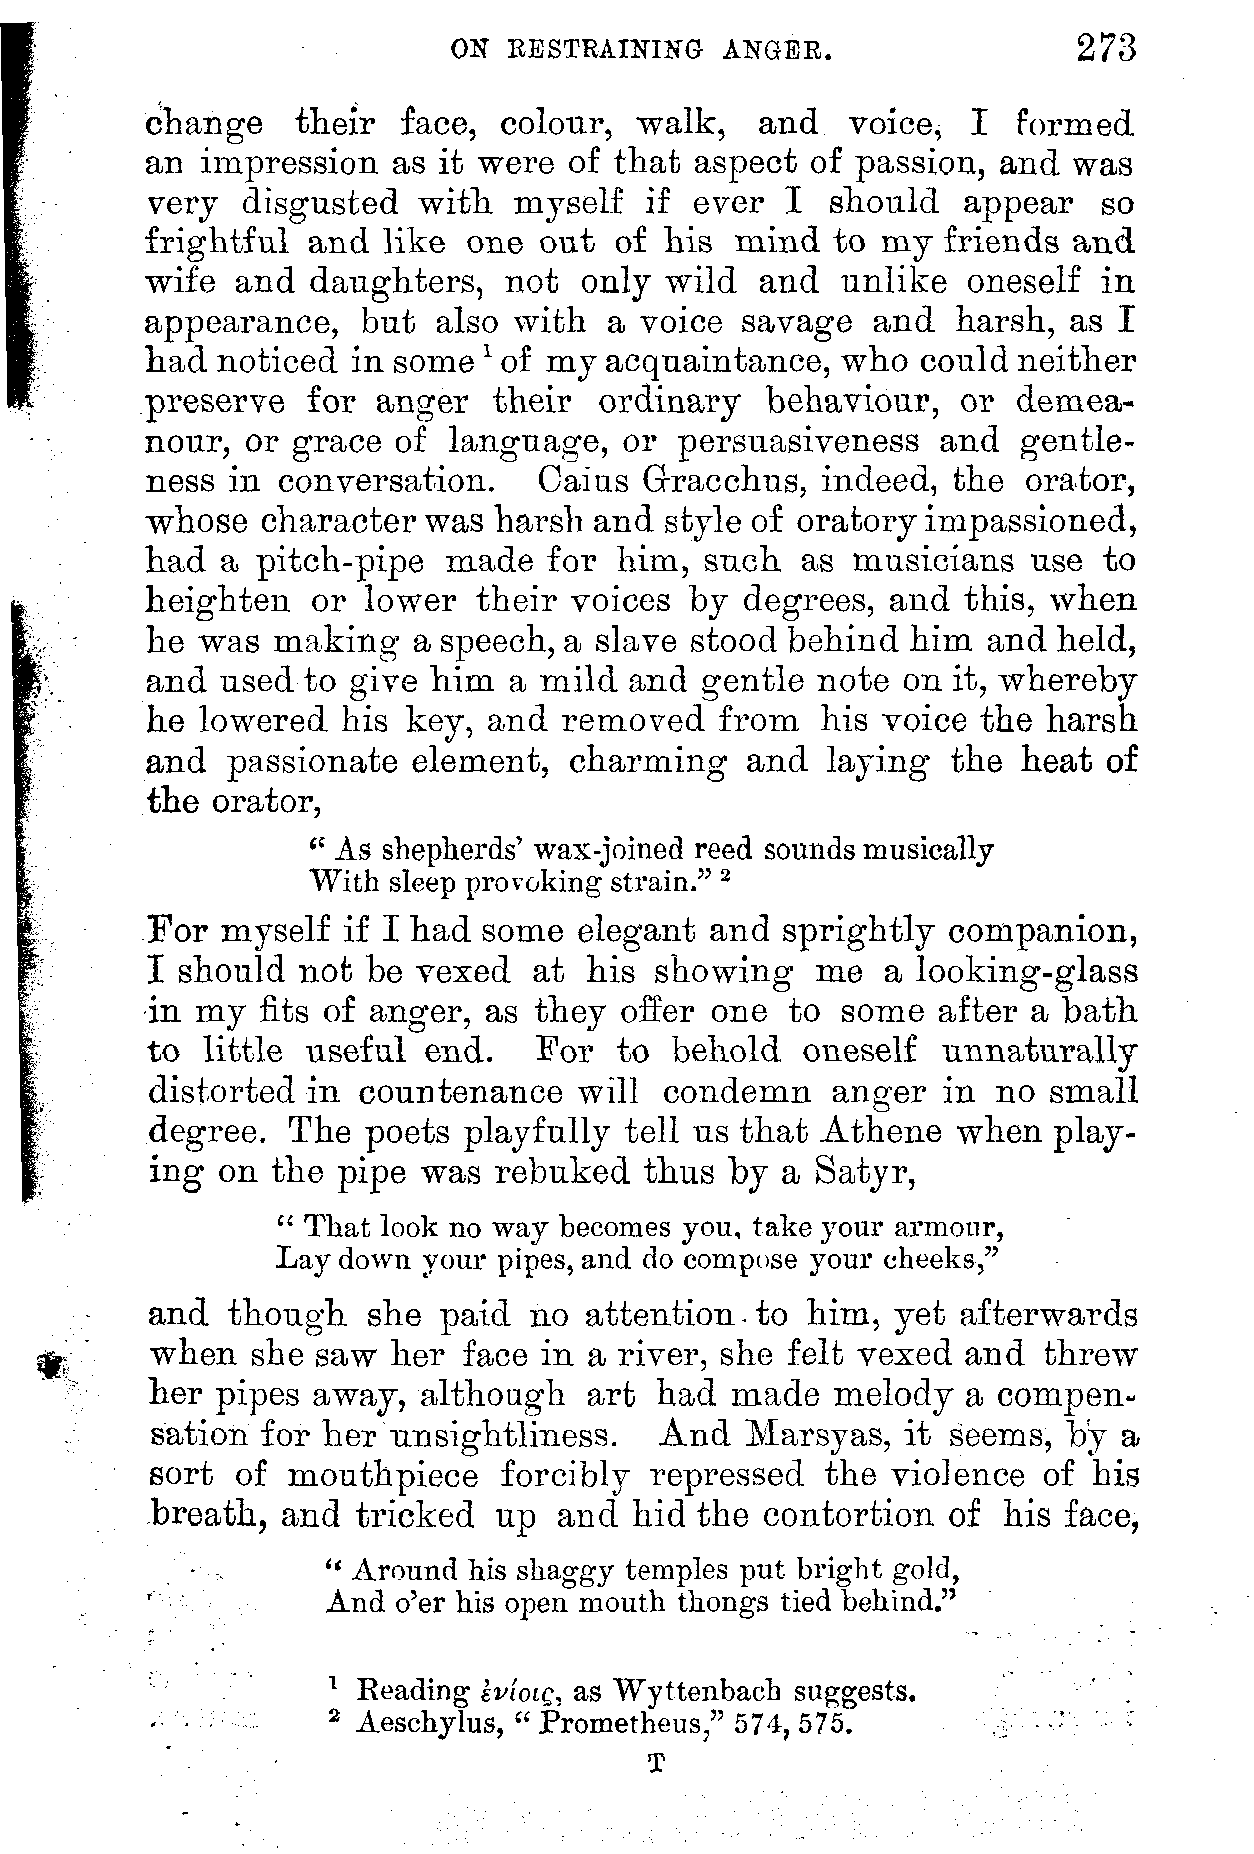 ON RESTRAINING ANGER. 273
change their face, colour, walk, and voice, I formed
an impression as it were of that aspect of passion, and was
very disgusted with myself if ever I should appear so
frightful and like one out of his mind to my friends and
wife and daughters, not only wild and unlike oneself in
appearance, but also with a voice savage and harsh, as I
had noticed in some¹ of my acquaintance, who could neither
preserve for anger their ordinary behaviour, or demea-
nour, or grace of language, or persuasiveness and gentle-
ness in conversation. Caius Gracchus, indeed, the orator,
whose character was harsh and style of oratory impassioned,
had a pitch-pipe made for him, such as musicians use to
heighten or lower their voices by degrees, and this, when
he was making a speech, a slave stood behind him and held,
and used to give him a mild and gentle note on it, whereby
he lowered his key, and removed from his voice the harsh
and passionate element, charming and laying the heat of
the orator,
“ As shepherds’ wax-joined reed sounds musically
With sleep provoking strain.” ²
For myself if I had some elegant and sprightly companion,
I should not be vexed at his showing me a looking-glass
in my fits of anger, as they offer one to some after a bath
to little useful end. For to behold oneself unnaturally
distorted in countenance will condemn anger in no small
degree. The poets playfully tell us that Athene when play-
ing on the pipe was rebuked thus by a Satyr,
“ That look no way becomes you, take your armour,
Lay down your pipes, and do compose your cheeks,”
and though she paid no attention to him, yet afterwards
when she saw her face in a river, she felt vexed and threw
her pipes away, although art had made melody a compen-
sation for her unsightliness. And Marsyas, it seems, by a
sort of mouthpiece forcibly repressed the violence of his
breath, and tricked up and hid the contortion of his face,
“ Around his shaggy temples put bright gold,
And o’er his open mouth thongs tied behind.”
¹ Reading ἐνίοις, as Wyttenbach suggests.
² Aeschylus, “ Prometheus,” 574, 575.
T